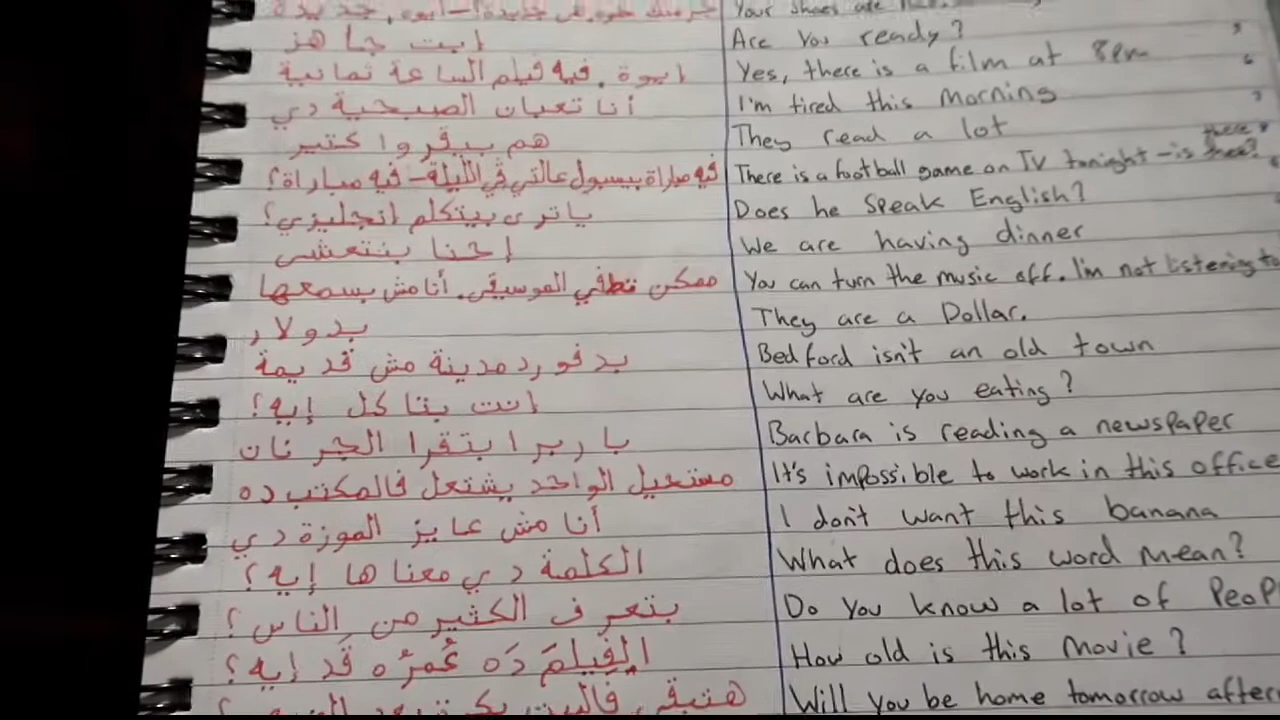 Your shoes are
إنت جاهز Are you ready?
ايوة. فيه فيلم الساعة تمانية Yes, there is a film at 8pm
أنا تعبان الصبحية دي I'm tired this morning
هم بيقروا كتير They read a lot
فيه مباراة بيسبول عالتي في الليلة - فيه مباراة؟ There is a football game on TV tonight - is there?
ياترى بيتكلم انجليزي؟ Does he speak English?
إحنا بنتعشى We are having dinner
ممكن تطفي الموسيقى. أنا مش بسمعها You can turn the music off. I'm not listening to
بدولار They are a Dollar.
بدفورد مدينة مش قديمة Bedford isn't an old town
انت بتاكل إيه؟ What are you eating?
باربرا بتقرا الجرنان Barbara is reading a newspaper
مستحيل الواحد يشتغل فالمكتب ده It's impossible to work in this office
أنا مش عايز الموزة دي I don't want this banana
الكلمة دي معناها إيه؟ What does this word mean?
بتعرف الكثير من الناس؟ Do you know a lot of Peop
الفيلم ده عمره قد إيه؟ How old is this Movie?
هتبقى فالبيت Will you be home tomorrow after